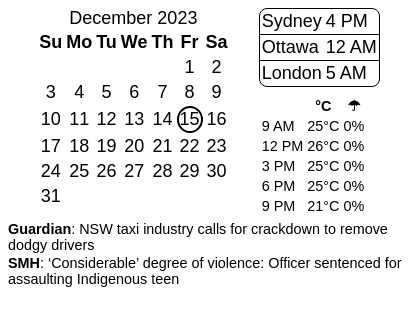 December 2023
Su Mo Tu We Th Fr Sa
1 2
3 4 5 6 7 8 9
10 11 12 13 14 15 16
17 18 19 20 21 22 23
24 25 26 27 28 29 30
31
Sydney 4 PM
Ottawa 12 AM
London 5 AM
°C ☂
9 AM 25°C 0%
12 PM 26°C 0%
3 PM 25°C 0%
6 PM 25°C 0%
9 PM 21°C 0%
Guardian: NSW taxi industry calls for crackdown to remove
dodgy drivers
SMH: ‘Considerable’ degree of violence: Officer sentenced for
assaulting Indigenous teen